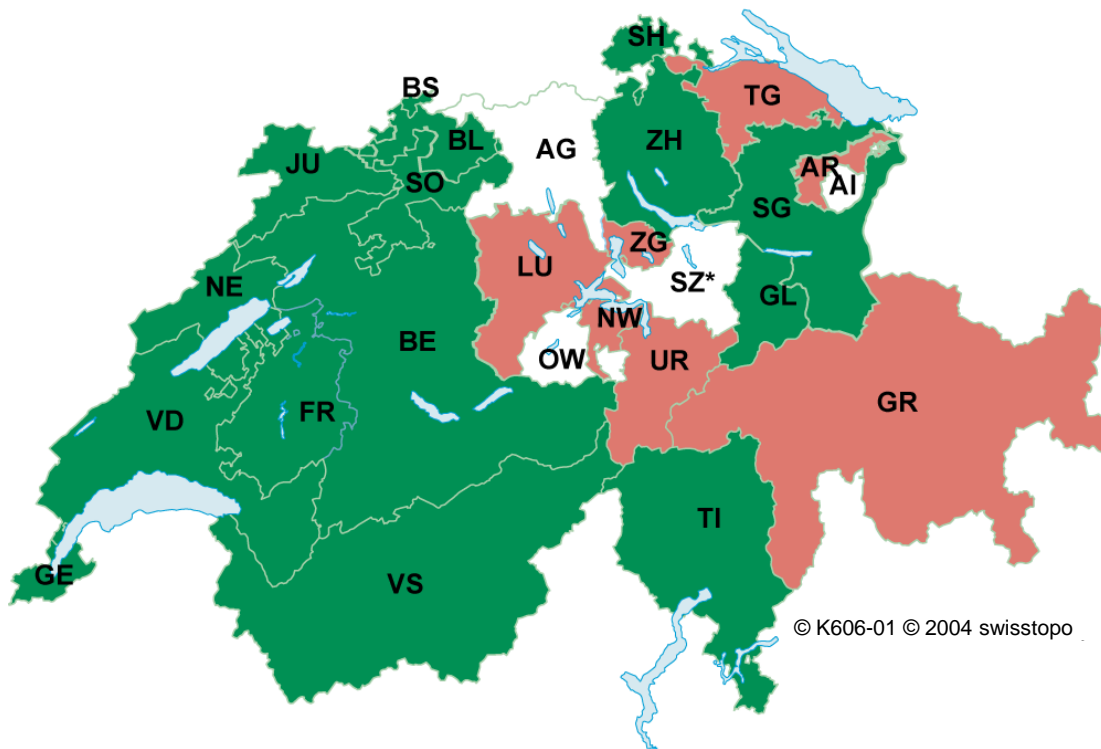 SH
BS
TG
BL
AG
ZH
JU
AR
SO
AI
SG
ZG
LU
SZ*
NE
GL
NW
BE
OW
UR
GR
FR
VD
TI
GE
VS
© K606-01 © 2004 swisstopo